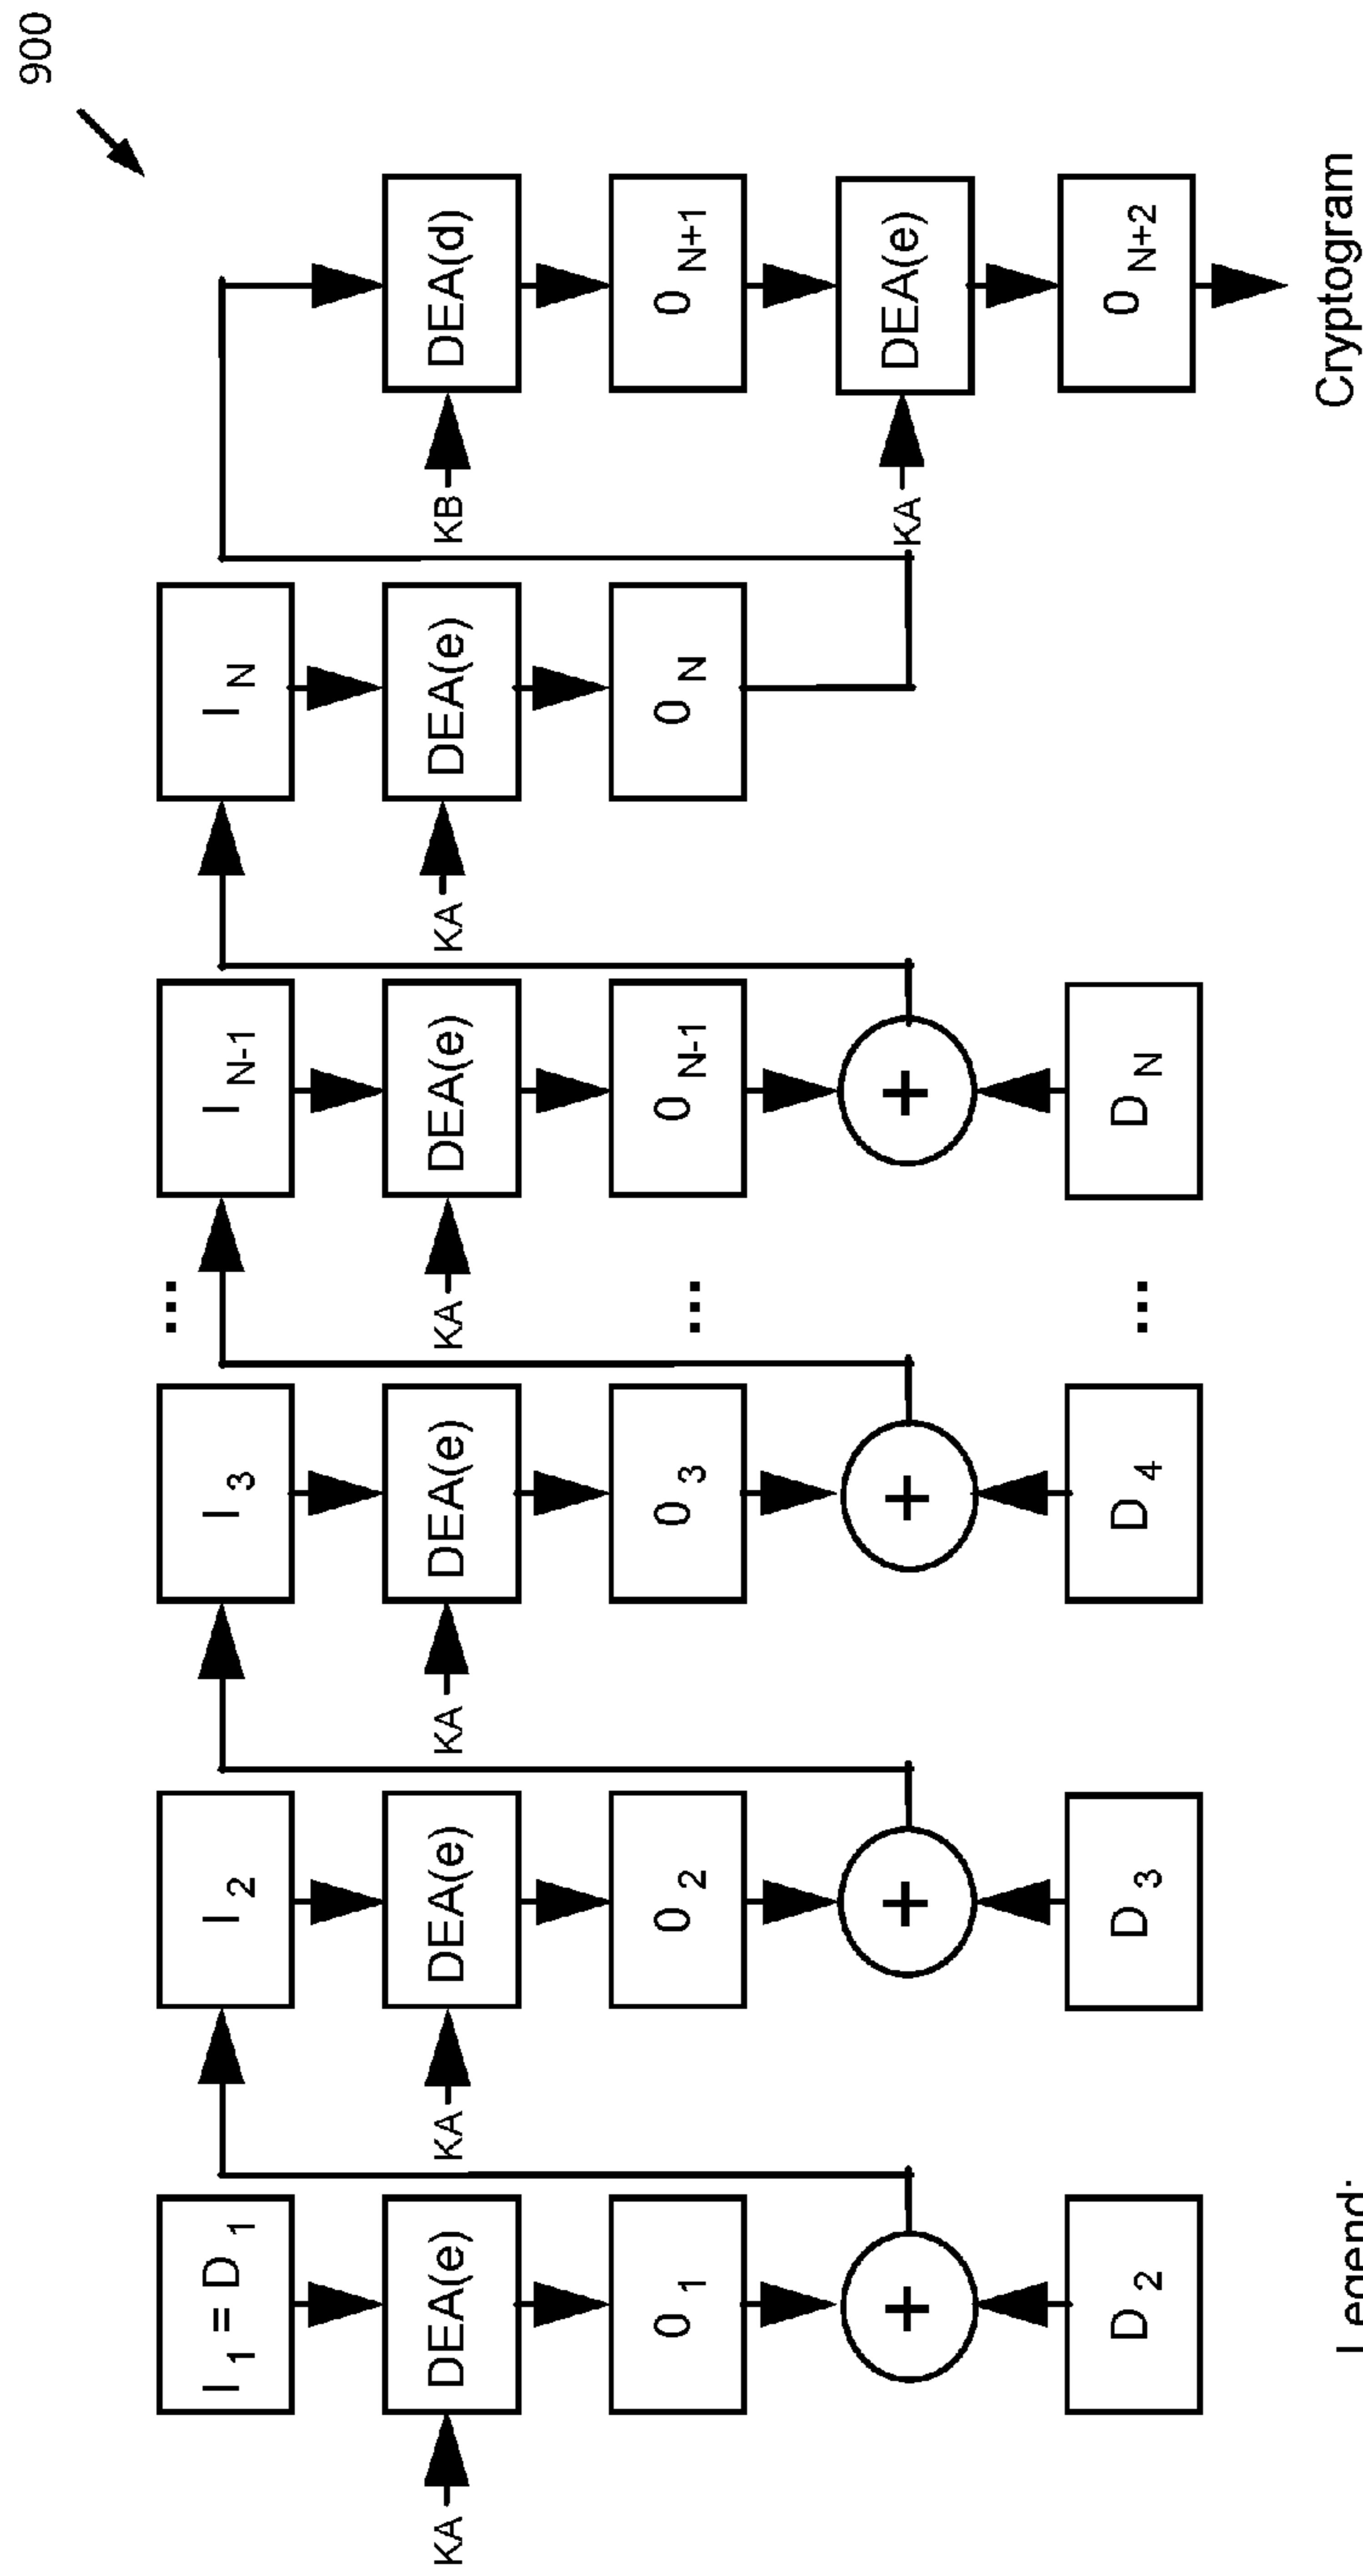 900
I 1 = D 1 I 2 I 3 ... I N-1 I N
KA DEA(e) KA DEA(e) KA DEA(e) KA DEA(e) KA DEA(e) KB DEA(d)
0 1 0 2 0 3 ... 0 N-1 0 N 0 N+1
+ + + + KA DEA(e)
D 2 D 3 D 4 ... D N 0 N+2
Legend: Cryptogram